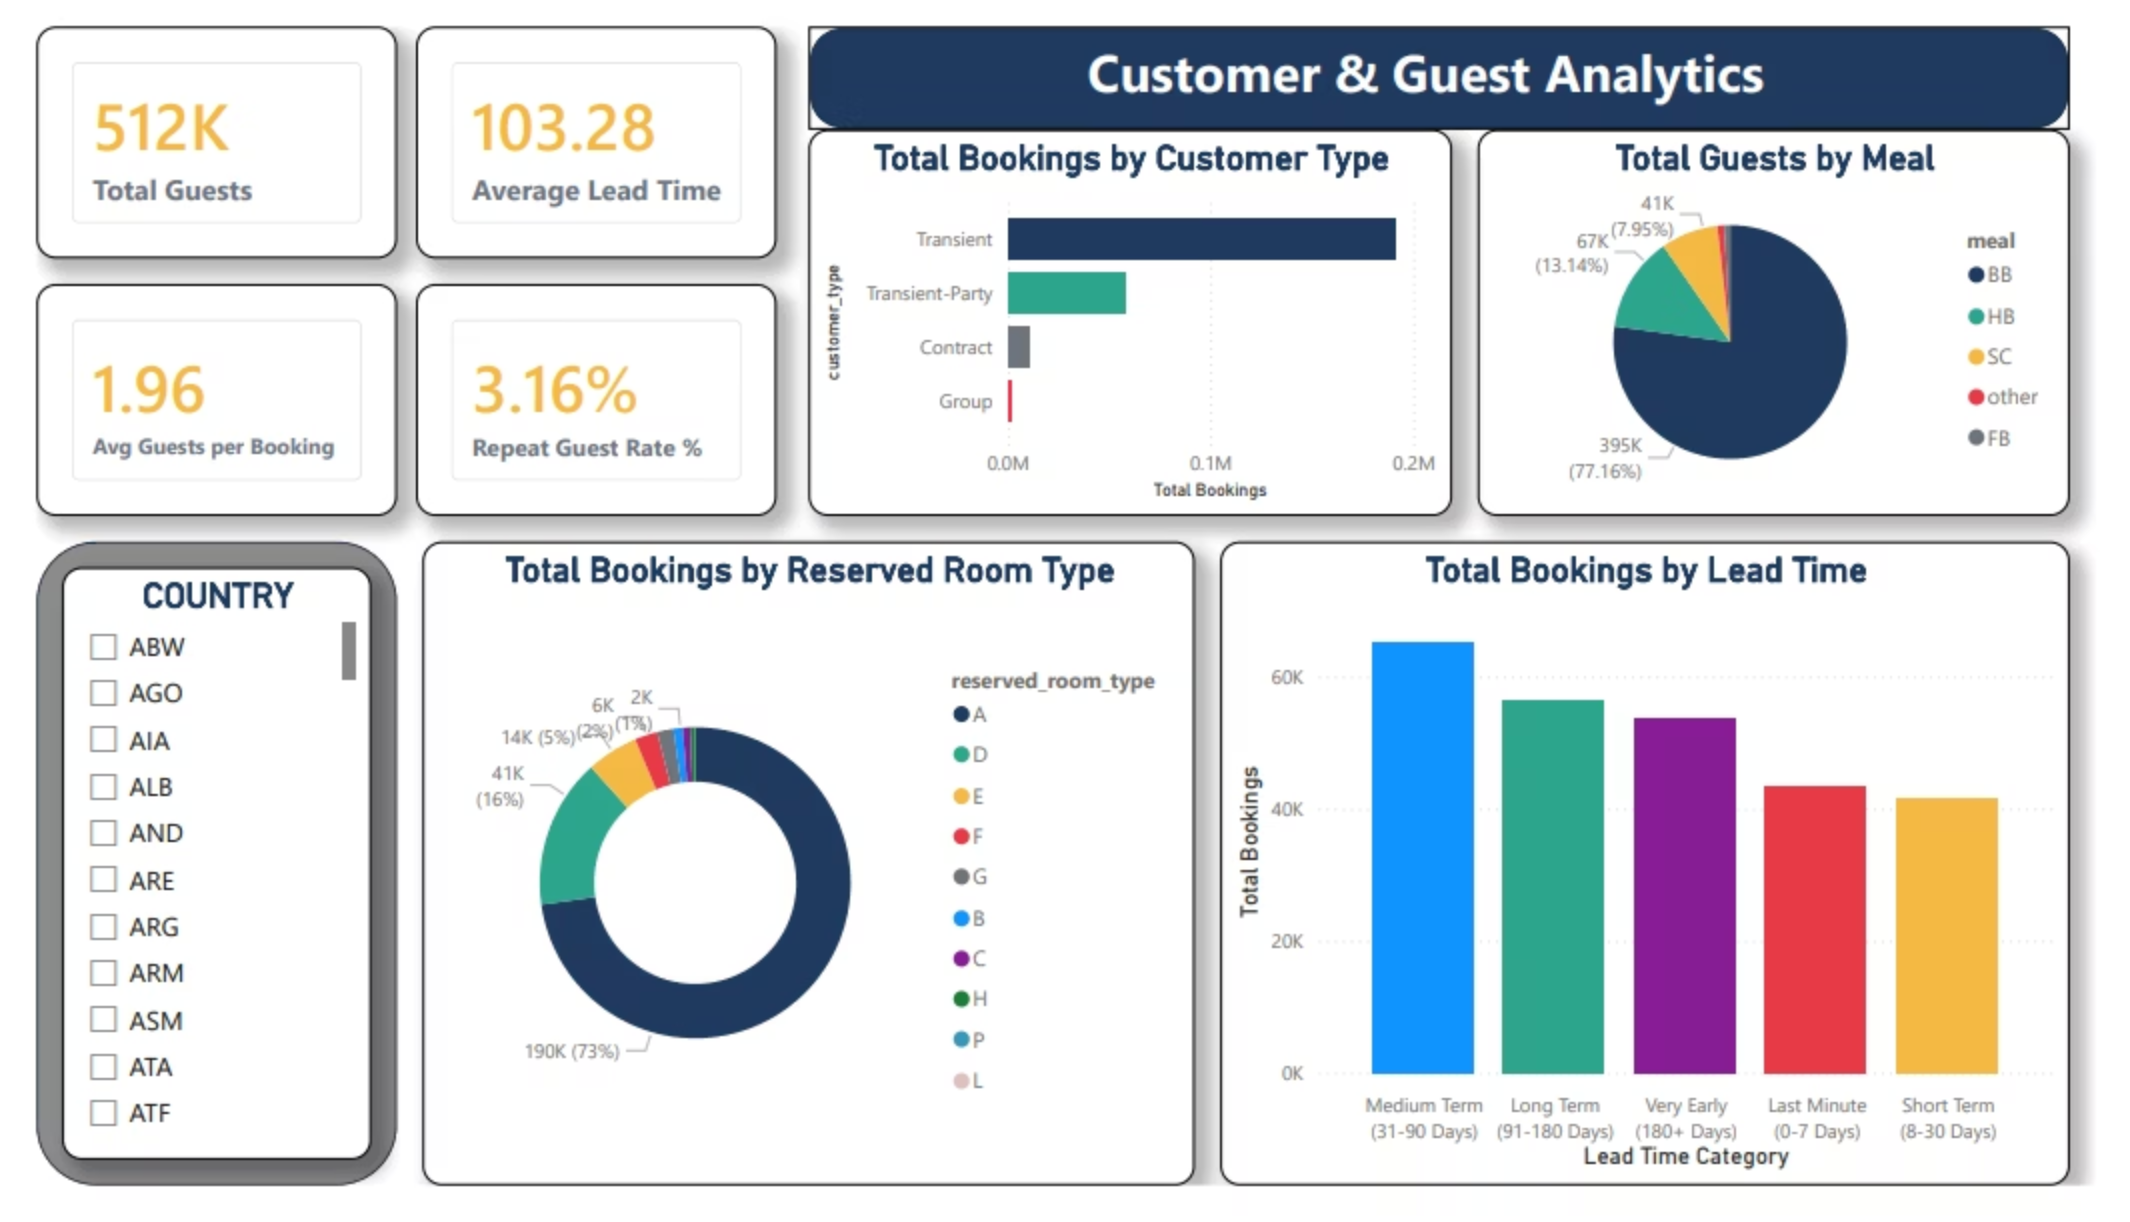 512K
Total Guests
103.28
Average Lead Time
1.96
Avg Guests per Booking
3.16%
Repeat Guest Rate %
Customer & Guest Analytics
Total Bookings by Customer Type
customer_type
Transient
Transient-Party
Contract
Group
0.0M 0.1M 0.2M
Total Bookings
Total Guests by Meal
41K
(7.95%)
67K
(13.14%)
395K
(77.16%)
meal
BB
HB
SC
other
FB
COUNTRY
ABW
AGO
AIA
ALB
AND
ARE
ARG
ARM
ASM
ATA
ATF
Total Bookings by Reserved Room Type
2K
(1%)
6K
(2%)
14K (5%)
41K
(16%)
190K (73%)
reserved_room_type
A
D
E
F
G
B
C
H
P
L
Total Bookings by Lead Time
Total Bookings
60K
40K
20K
0K
Medium Term
(31-90 Days)
Long Term
(91-180 Days)
Very Early
(180+ Days)
Last Minute
(0-7 Days)
Short Term
(8-30 Days)
Lead Time Category